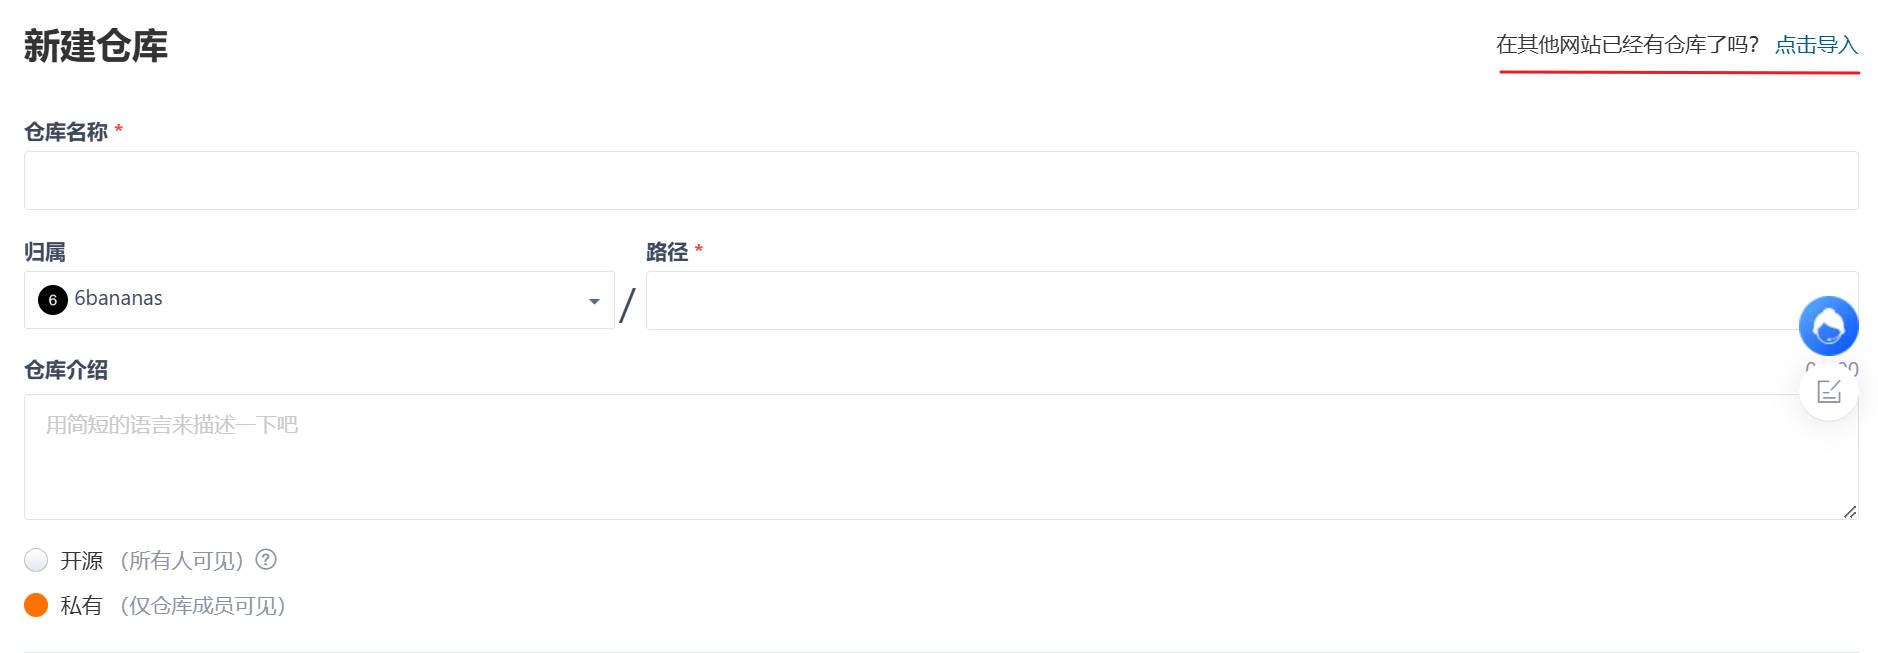 新建仓库
在其他网站已经有仓库了吗？ 点击导入
仓库名称 *
归属
路径 *
6 6bananas
/
仓库介绍
用简短的语言来描述一下吧
开源 （所有人可见） ?
私有 （仅仓库成员可见）